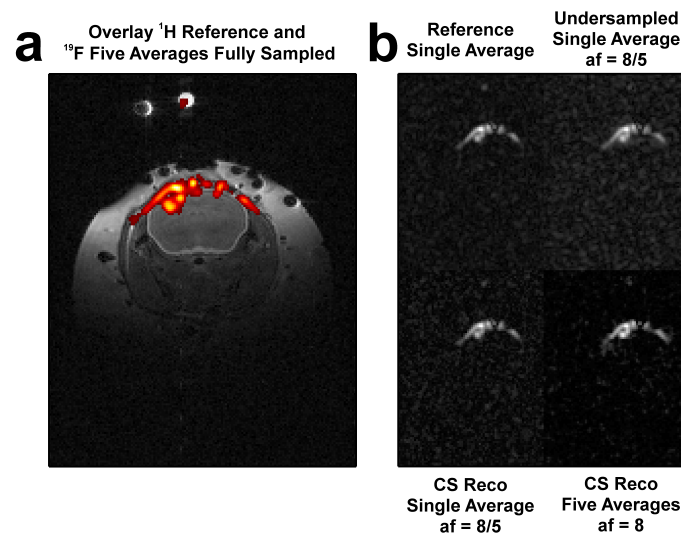 a
Overlay ¹H Reference and
¹⁹F Five Averages Fully Sampled
b
Reference
Single Average
Undersampled
Single Average
af = 8/5
CS Reco
Single Average
af = 8/5
CS Reco
Five Averages
af = 8